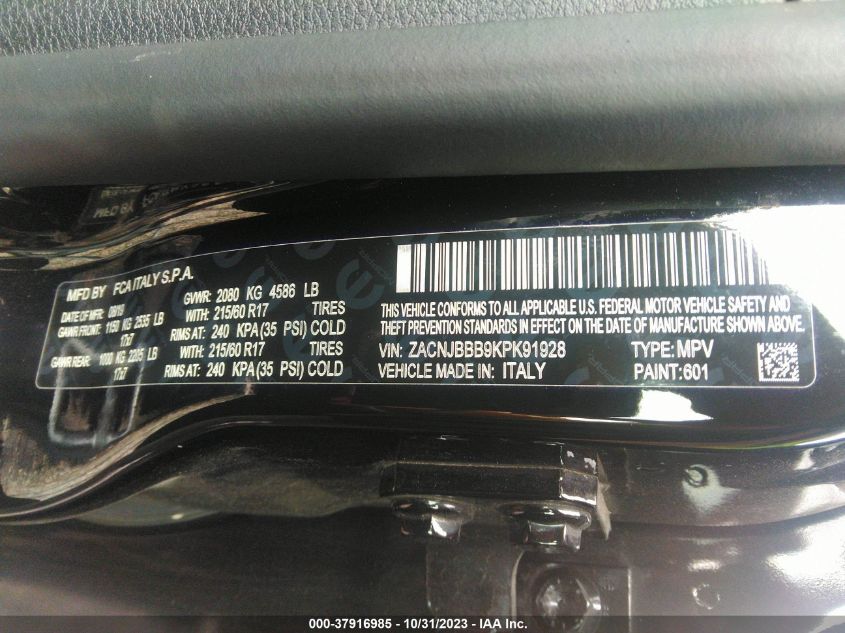 MFD BY FCA ITALY S.P.A.
DATE OF MFR: 08/19 GWWR: 2080 KG 4586 LB
GAWR FRONT: 1150 KG 2535 LB WITH: 215/60 R17 TIRES
17x7 RIMS AT: 240 KPA(35 PSI) COLD
GAWR REAR: 1000 KG 2205 LB WITH: 215/60 R17 TIRES
17x7 RIMS AT: 240 KPA(35 PSI) COLD
THIS VEHICLE CONFORMS TO ALL APPLICABLE U.S. FEDERAL MOTOR VEHICLE SAFETY AND
THEFT PREVENTION STANDARDS IN EFFECT ON THE DATE OF MANUFACTURE SHOWN ABOVE.
VIN: ZACNJBBB9KPK91928 TYPE: MPV
VEHICLE MADE IN: ITALY PAINT:601
000-37916985 - 10/31/2023 - IAA Inc.